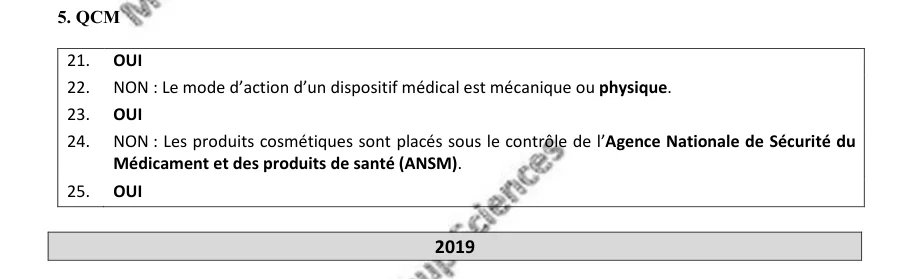 5. QCM
21. OUI
22. NON : Le mode d’action d’un dispositif médical est mécanique ou physique.
23. OUI
24. NON : Les produits cosmétiques sont placés sous le contrôle de l’Agence Nationale de Sécurité du
Médicament et des produits de santé (ANSM).
25. OUI
2019